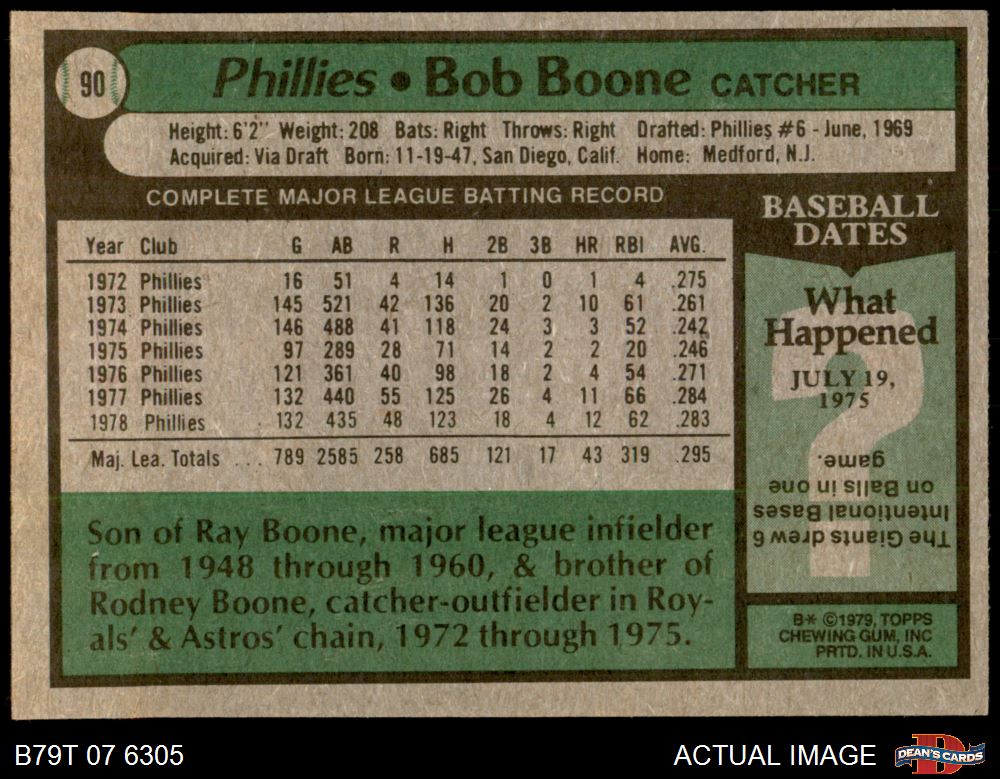 90
Phillies • Bob Boone CATCHER
Height: 6'2" Weight: 208 Bats: Right Throws: Right Drafted: Phillies #6 - June, 1969
Acquired: Via Draft Born: 11-19-47, San Diego, Calif. Home: Medford, N.J.
COMPLETE MAJOR LEAGUE BATTING RECORD
Year Club G AB R H 2B 3B HR RBI AVG.
1972 Phillies 16 51 4 14 1 0 1 4 .275
1973 Phillies 145 521 42 136 20 2 10 61 .261
1974 Phillies 146 488 41 118 24 3 3 52 .242
1975 Phillies 97 289 28 71 14 2 2 20 .246
1976 Phillies 121 361 40 98 18 2 4 54 .271
1977 Phillies 132 440 55 125 26 4 11 66 .284
1978 Phillies 132 435 48 123 18 4 12 62 .283
Maj. Lea. Totals ... 789 2585 258 685 121 17 43 319 .295
Son of Ray Boone, major league infielder
from 1948 through 1960, & brother of
Rodney Boone, catcher-outfielder in Roy-
als' & Astros' chain, 1972 through 1975.
BASEBALL
DATES
What
Happened
JULY 19,
1975
?
The Giants drew 6
Intentional Bases
on Balls in one
game.
B* ©1979, TOPPS
CHEWING GUM, INC
PRTD. IN U.S.A.
B79T 07 6305
ACTUAL IMAGE
DEAN'S CARDS